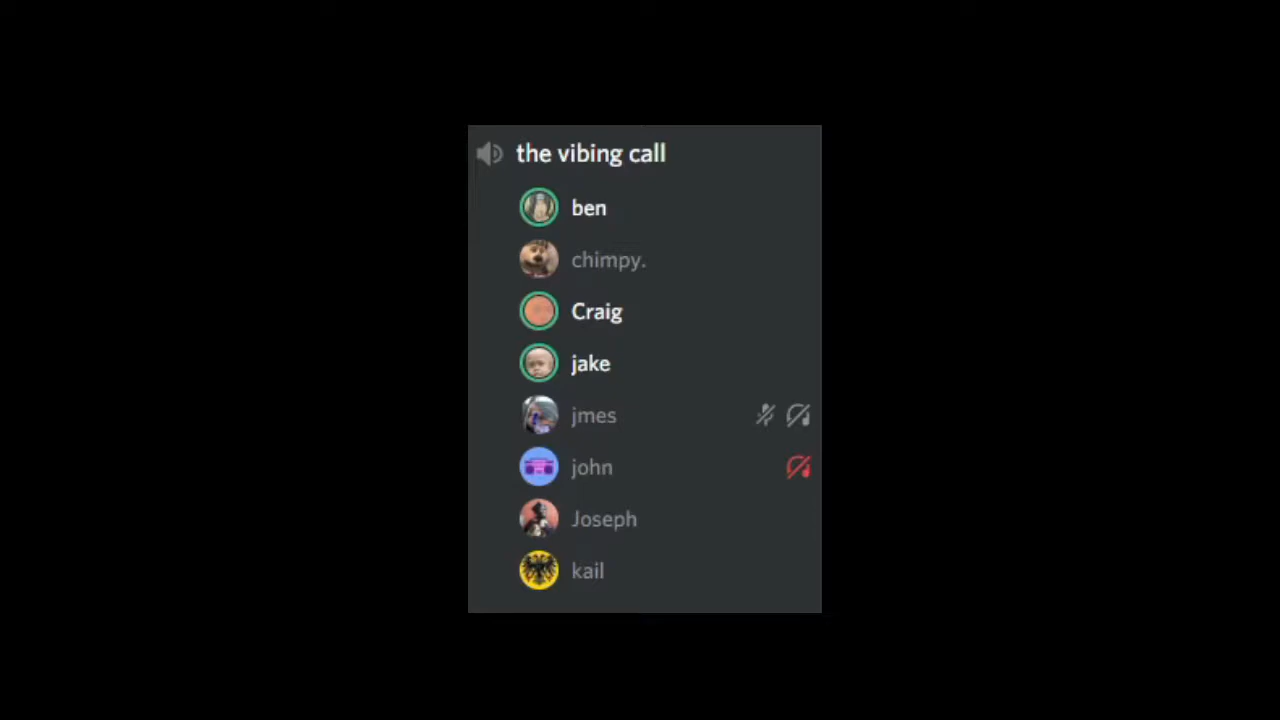 the vibing call
ben
chimpy.
Craig
jake
jmes
john
Joseph
kail